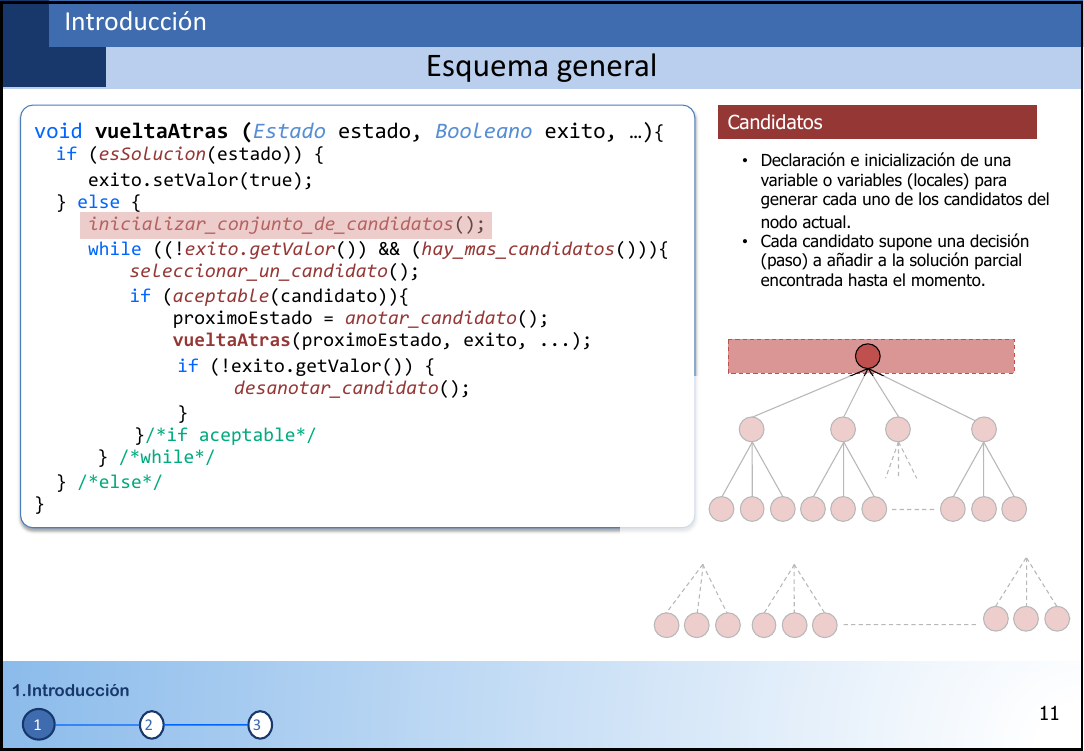 Introducción
Esquema general
void vueltaAtras (Estado estado, Booleano exito, …){
if (esSolucion(estado)) {
exito.setValor(true);
} else {
inicializar_conjunto_de_candidatos();
while ((!exito.getValor()) && (hay_mas_candidatos())){
seleccionar_un_candidato();
if (aceptable(candidato)){
proximoEstado = anotar_candidato();
vueltaAtras(proximoEstado, exito, ...);
if (!exito.getValor()) {
desanotar_candidato();
}
}/*if aceptable*/
} /*while*/
} /*else*/
}
Candidatos
• Declaración e inicialización de una
variable o variables (locales) para
generar cada uno de los candidatos del
nodo actual.
• Cada candidato supone una decisión
(paso) a añadir a la solución parcial
encontrada hasta el momento.
1.Introducción
1 2 3
11